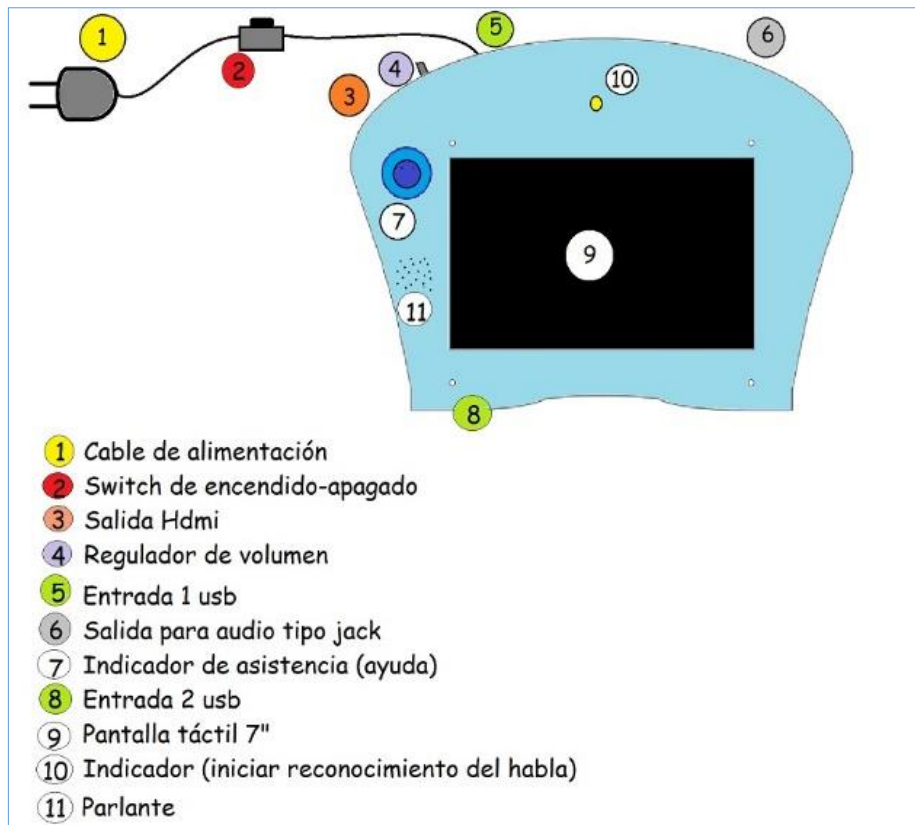 1
2
3
4
5
6
7
8
9
10
11
1 Cable de alimentación
2 Switch de encendido-apagado
3 Salida Hdmi
4 Regulador de volumen
5 Entrada 1 usb
6 Salida para audio tipo jack
7 Indicador de asistencia (ayuda)
8 Entrada 2 usb
9 Pantalla táctil 7"
10 Indicador (iniciar reconocimiento del habla)
11 Parlante